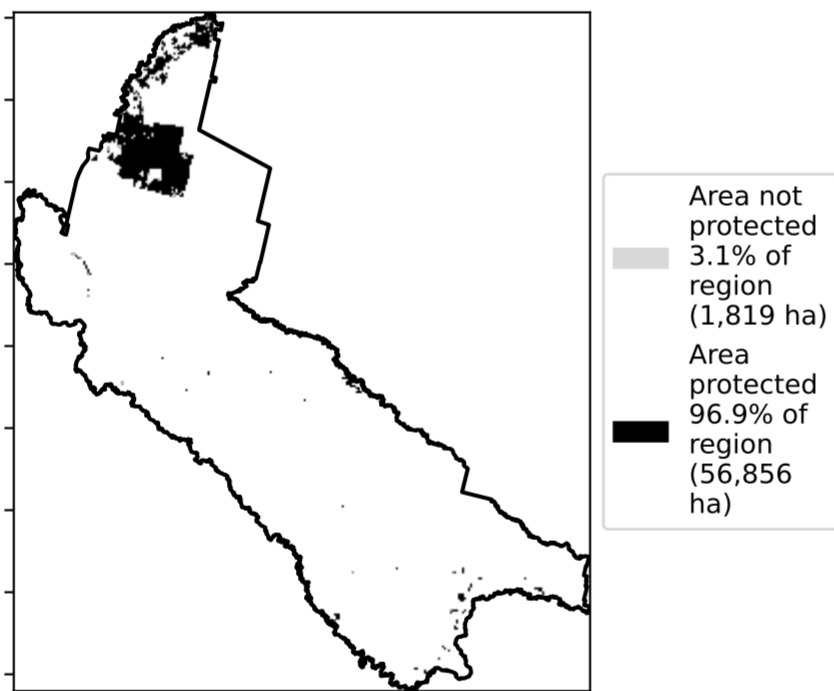 Area not
protected
3.1% of
region
(1,819 ha)
Area
protected
96.9% of
region
(56,856
ha)